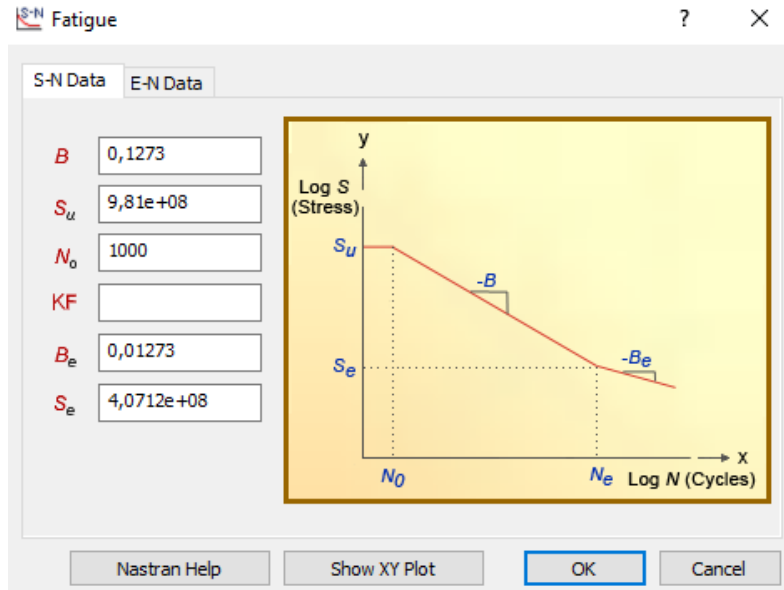 S-N Fatigue ? ×
S-N Data E-N Data
B 0,1273
Su 9,81e+08
No 1000
KF
Be 0,01273
Se 4,0712e+08
y
Log S
(Stress)
Su
-B
Se
-Be
x
N0 Ne Log N (Cycles)
Nastran Help Show XY Plot OK Cancel